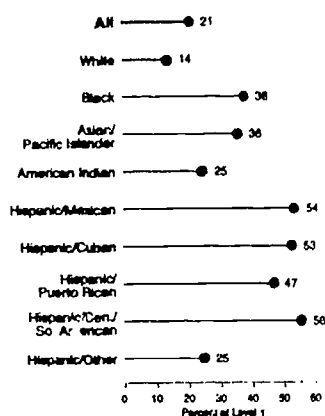 All 21
White 14
Black 38
Asian/
Pacific Islander 36
American Indian 25
Hispanic/Mexican 54
Hispanic/Cuban 53
Hispanic/
Puerto Rican 47
Hispanic/Cen./
So American 56
Hispanic/Other 25
0 10 20 30 40 50 60
Percent at Level 1